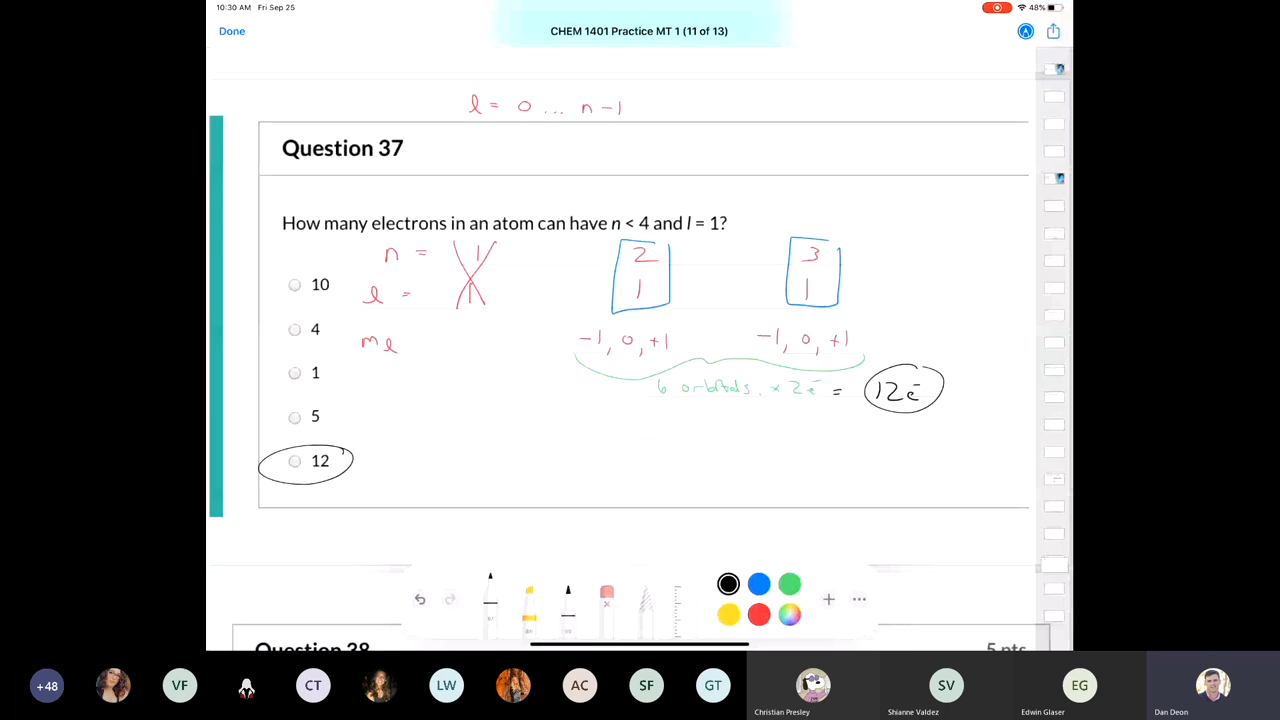 10:30 AM Fri Sep 25
48%
Done
CHEM 1401 Practice MT 1 (11 of 13)
l = 0 ... n -1
Question 37
How many electrons in an atom can have n < 4 and l = 1?
n = 1 2 3
10
l = 1 1 1
4
ml -1, 0, +1 -1, 0, +1
1
6 orbitals, × 2e⁻ = 12e⁻
5
12
Question 38
5 pts
+48
VF
CT
LW
AC
SF
GT
SV
EG
Christian Presley
Shianne Valdez
Edwin Glaser
Dan Deon